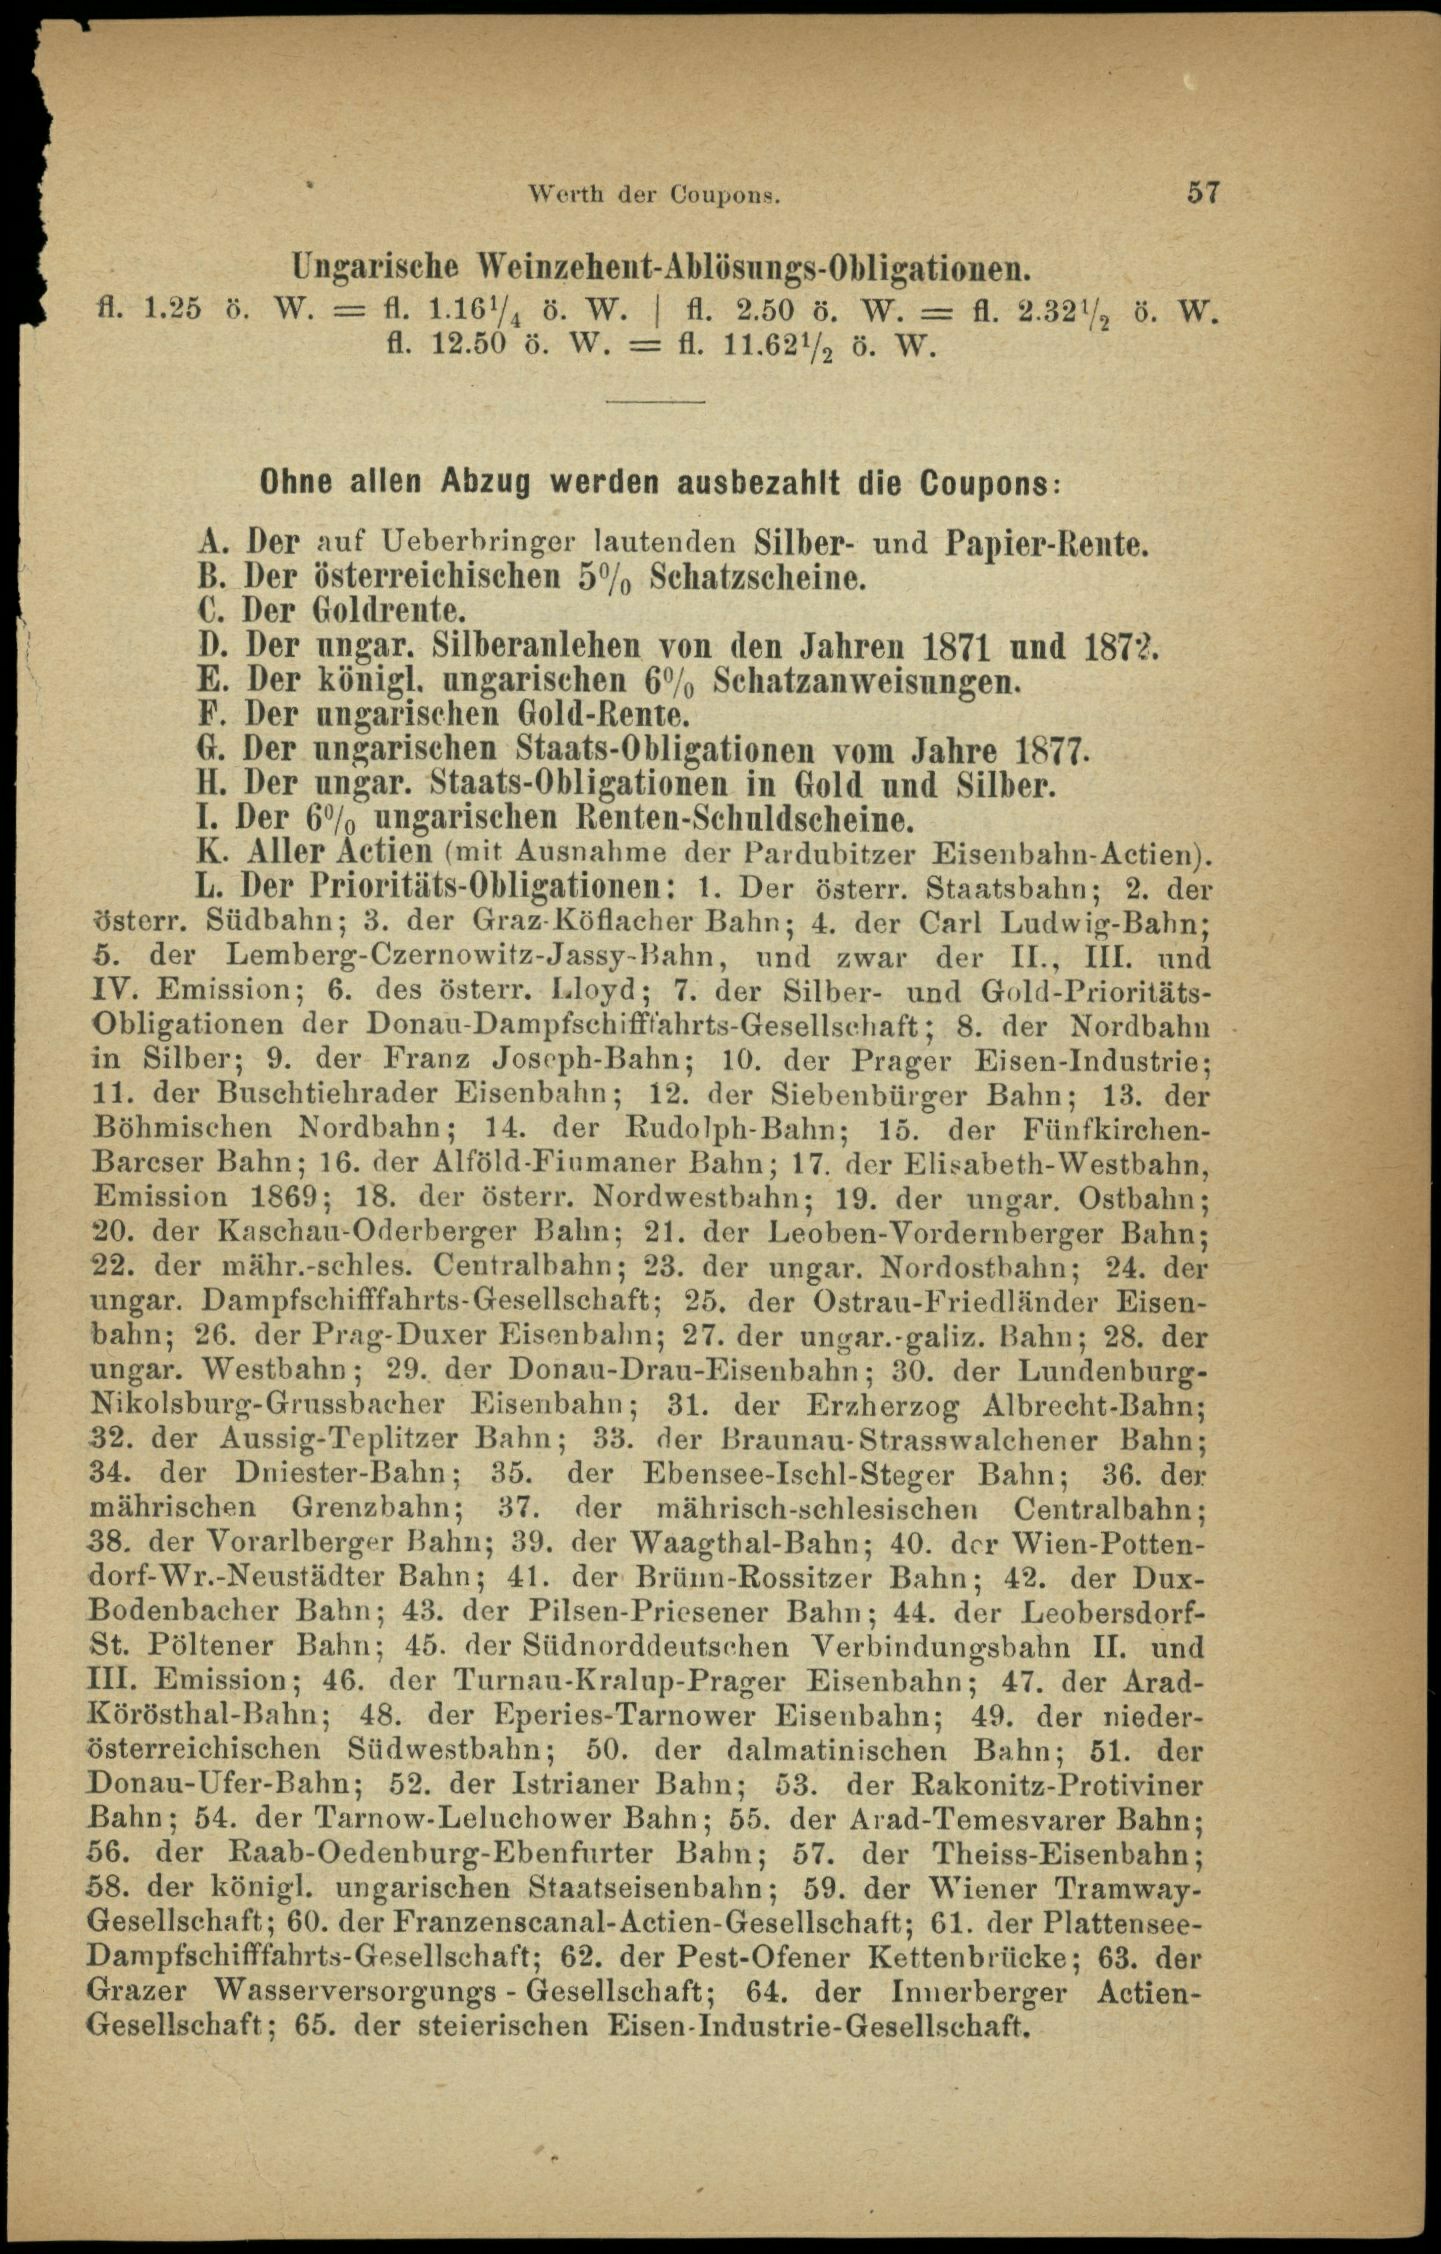 Werth der Coupons. 57
Ungarische Weinzehent-Ablösungs-Obligationen.
fl. 1.25 ö. W. = fl. 1.16¹/₄ ö. W. | fl. 2.50 ö. W. = fl. 2.32¹/₂ ö. W.
fl. 12.50 ö. W. = fl. 11.62¹/₂ ö. W.
Ohne allen Abzug werden ausbezahlt die Coupons:
A. Der auf Ueberbringer lautenden Silber- und Papier-Rente.
B. Der österreichischen 5% Schatzscheine.
C. Der Goldrente.
D. Der ungar. Silberanlehen von den Jahren 1871 und 1872.
E. Der königl. ungarischen 6% Schatzanweisungen.
F. Der ungarischen Gold-Rente.
G. Der ungarischen Staats-Obligationen vom Jahre 1877.
H. Der ungar. Staats-Obligationen in Gold und Silber.
I. Der 6% ungarischen Renten-Schuldscheine.
K. Aller Actien (mit Ausnahme der Pardubitzer Eisenbahn-Actien).
L. Der Prioritäts-Obligationen: 1. Der österr. Staatsbahn; 2. der
österr. Südbahn; 3. der Graz-Köflacher Bahn; 4. der Carl Ludwig-Bahn;
5. der Lemberg-Czernowitz-Jassy-Bahn, und zwar der II., III. und
IV. Emission; 6. des österr. Lloyd; 7. der Silber- und Gold-Prioritäts-
Obligationen der Donau-Dampfschifffahrts-Gesellschaft; 8. der Nordbahn
in Silber; 9. der Franz Joseph-Bahn; 10. der Prager Eisen-Industrie;
11. der Buschtiehrader Eisenbahn; 12. der Siebenbürger Bahn; 13. der
Böhmischen Nordbahn; 14. der Rudolph-Bahn; 15. der Fünfkirchen-
Barcser Bahn; 16. der Alföld-Fiumaner Bahn; 17. der Elisabeth-Westbahn,
Emission 1869; 18. der österr. Nordwestbahn; 19. der ungar. Ostbahn;
20. der Kaschau-Oderberger Bahn; 21. der Leoben-Vordernberger Bahn;
22. der mähr.-schles. Centralbahn; 23. der ungar. Nordostbahn; 24. der
ungar. Dampfschifffahrts-Gesellschaft; 25. der Ostrau-Friedländer Eisen-
bahn; 26. der Prag-Duxer Eisenbahn; 27. der ungar.-galiz. Bahn; 28. der
ungar. Westbahn; 29. der Donau-Drau-Eisenbahn; 30. der Lundenburg-
Nikolsburg-Grussbacher Eisenbahn; 31. der Erzherzog Albrecht-Bahn;
32. der Aussig-Teplitzer Bahn; 33. der Braunau-Strasswalchener Bahn;
34. der Dniester-Bahn; 35. der Ebensee-Ischl-Steger Bahn; 36. der
mährischen Grenzbahn; 37. der mährisch-schlesischen Centralbahn;
38. der Vorarlberger Bahn; 39. der Waagthal-Bahn; 40. der Wien-Potten-
dorf-Wr.-Neustädter Bahn; 41. der Brünn-Rossitzer Bahn; 42. der Dux-
Bodenbacher Bahn; 43. der Pilsen-Priesener Bahn; 44. der Leobersdorf-
St. Pöltener Bahn; 45. der Südnorddeutschen Verbindungsbahn II. und
III. Emission; 46. der Turnau-Kralup-Prager Eisenbahn; 47. der Arad-
Körösthal-Bahn; 48. der Eperies-Tarnower Eisenbahn; 49. der nieder-
österreichischen Südwestbahn; 50. der dalmatinischen Bahn; 51. der
Donau-Ufer-Bahn; 52. der Istrianer Bahn; 53. der Rakonitz-Protiviner
Bahn; 54. der Tarnow-Leluchower Bahn; 55. der Arad-Temesvarer Bahn;
56. der Raab-Oedenburg-Ebenfurter Bahn; 57. der Theiss-Eisenbahn;
58. der königl. ungarischen Staatseisenbahn; 59. der Wiener Tramway-
Gesellschaft; 60. der Franzenscanal-Actien-Gesellschaft; 61. der Plattensee-
Dampfschifffahrts-Gesellschaft; 62. der Pest-Ofener Kettenbrücke; 63. der
Grazer Wasserversorgungs-Gesellschaft; 64. der Innerberger Actien-
Gesellschaft; 65. der steierischen Eisen-Industrie-Gesellschaft.